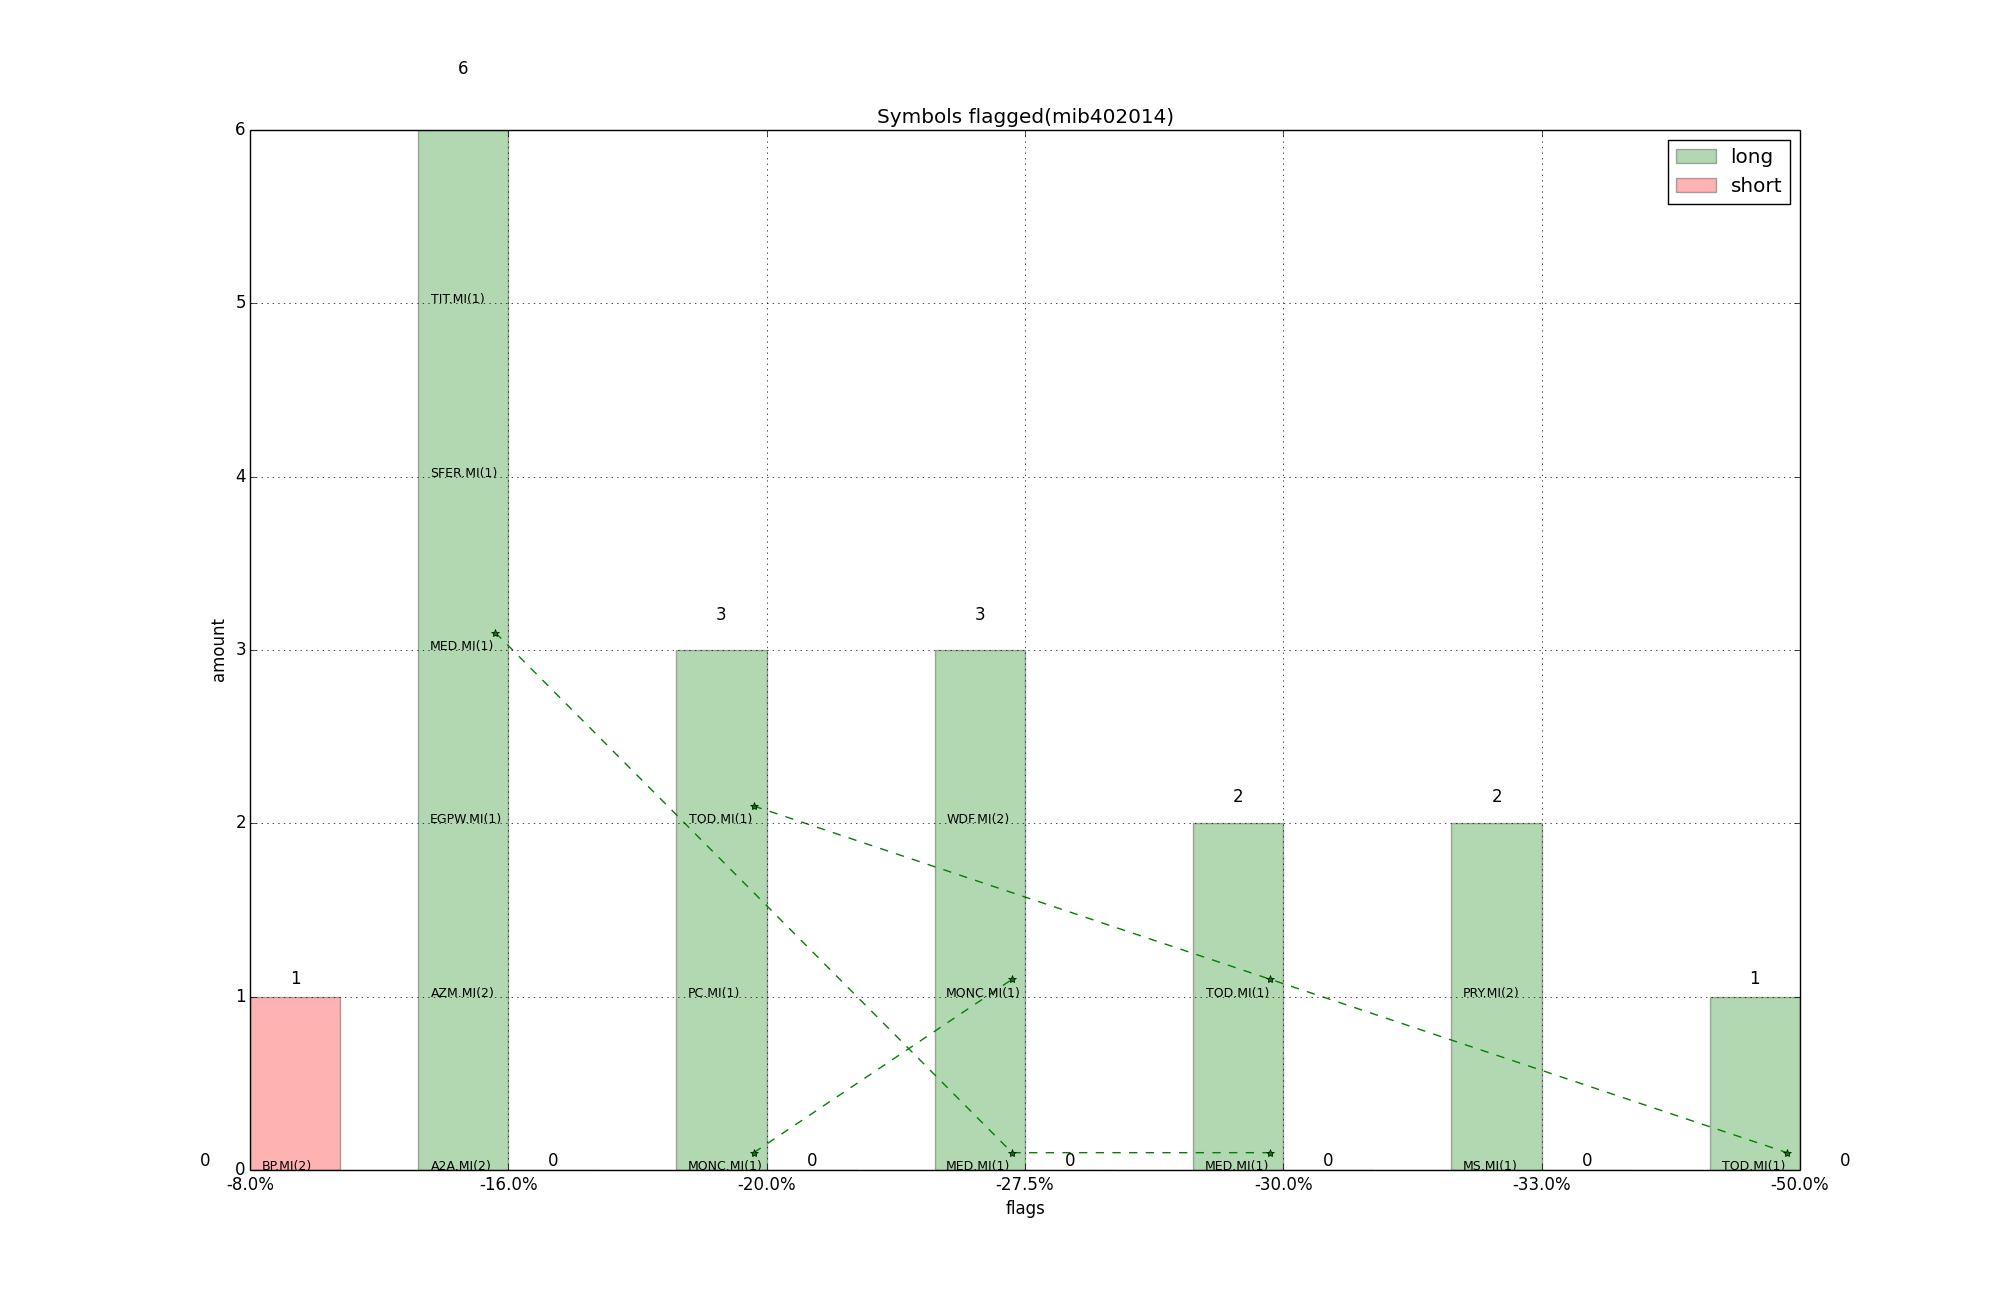 6
Symbols flagged(mib402014)
long
short
6
5
4
3
2
1
0
amount
TIT.MI(1)
SFER.MI(1)
MED.MI(1)
EGPW.MI(1)
AZM.MI(2)
A2A.MI(2)
3
TOD.MI(1)
PC.MI(1)
MONC.MI(1)
3
WDF.MI(2)
MONC.MI(1)
MED.MI(1)
2
TOD.MI(1)
MED.MI(1)
2
PRY.MI(2)
MS.MI(1)
1
TOD.MI(1)
1
BP.MI(2)
0 0 0 0 0 0 0
-8.0% -16.0% -20.0% -27.5% -30.0% -33.0% -50.0%
flags